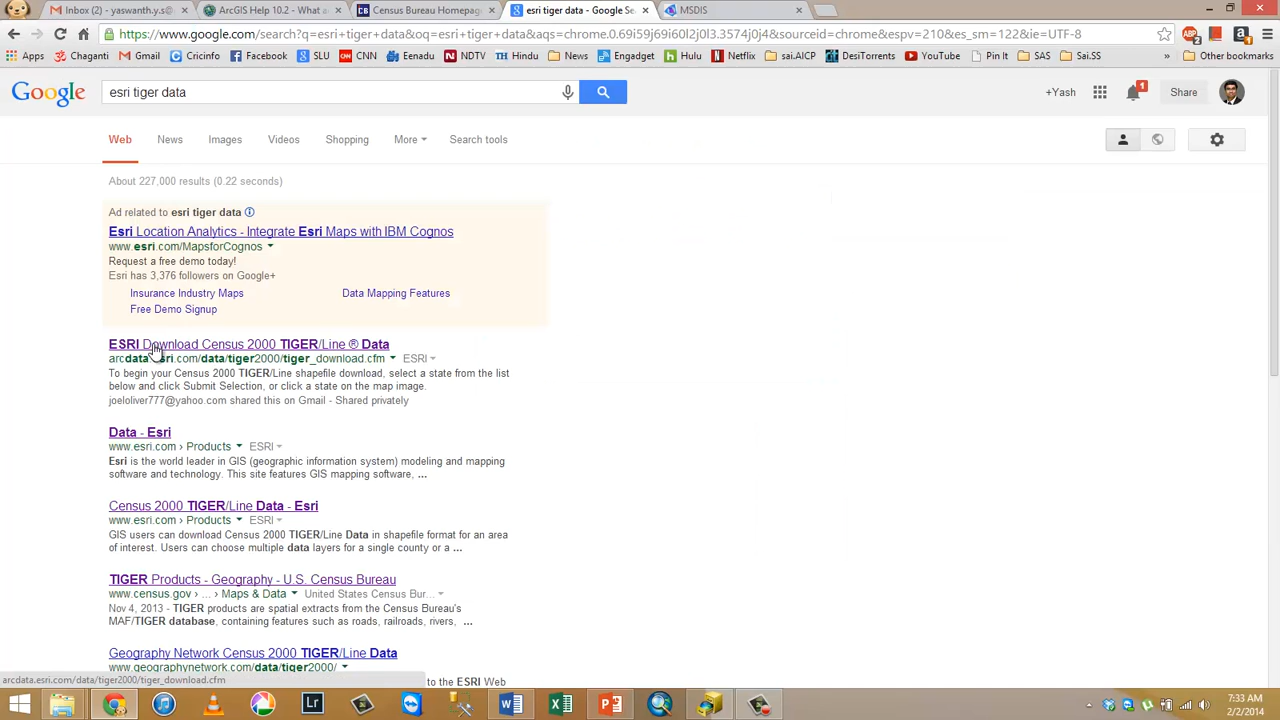 Inbox (2) - yaswanth.y@s
ArcGIS Help 10.2 - What a
Census Bureau Homepage
esri tiger data - Google Se
MSDIS
https://www.google.com/search?q=esri+tiger+data&oq=esri+tiger+data&aqs=chrome.0.69i59j69i60l2j0l3.3574j0j4&sourceid=chrome&espv=210&es_sm=122&ie=UTF-8
Apps
Chaganti
Gmail
Cricinfo
Facebook
SLU
CNN
Eenadu
NDTV
Hindu
News
Engadget
Hulu
Netflix
sai.AICP
DesiTorrents
YouTube
Pin It
SAS
Sai.SS
»
Other bookmarks
Google
esri tiger data
+Yash
1
Share
Web
News
Images
Videos
Shopping
More
Search tools
About 227,000 results (0.22 seconds)
Ad related to esri tiger data
Esri Location Analytics - Integrate Esri Maps with IBM Cognos
www.esri.com/MapsforCognos
Request a free demo today!
Esri has 3,376 followers on Google+
Insurance Industry Maps
Data Mapping Features
Free Demo Signup
ESRI Download Census 2000 TIGER/Line ® Data
arcdata.esri.com/data/tiger2000/tiger_download.cfm ESRI
To begin your Census 2000 TIGER/Line shapefile download, select a state from the list
below and click Submit Selection, or click a state on the map image.
joeloliver777@yahoo.com shared this on Gmail - Shared privately
Data - Esri
www.esri.com › Products ESRI
Esri is the world leader in GIS (geographic information system) modeling and mapping
software and technology. This site features GIS mapping software, ...
Census 2000 TIGER/Line Data - Esri
www.esri.com › Products ESRI
GIS users can download Census 2000 TIGER/Line Data in shapefile format for an area
of interest. Users can choose multiple data layers for a single county or a ...
TIGER Products - Geography - U.S. Census Bureau
www.census.gov › ... › Maps & Data United States Census Bur...
Nov 4, 2013 - TIGER products are spatial extracts from the Census Bureau's
MAF/TIGER database, containing features such as roads, railroads, rivers, ...
Geography Network Census 2000 TIGER/Line Data
www.geographynetwork.com/data/tiger2000/
to the ESRI Web
arcdata.esri.com/data/tiger2000/tiger_download.cfm
7:33 AM
2/2/2014